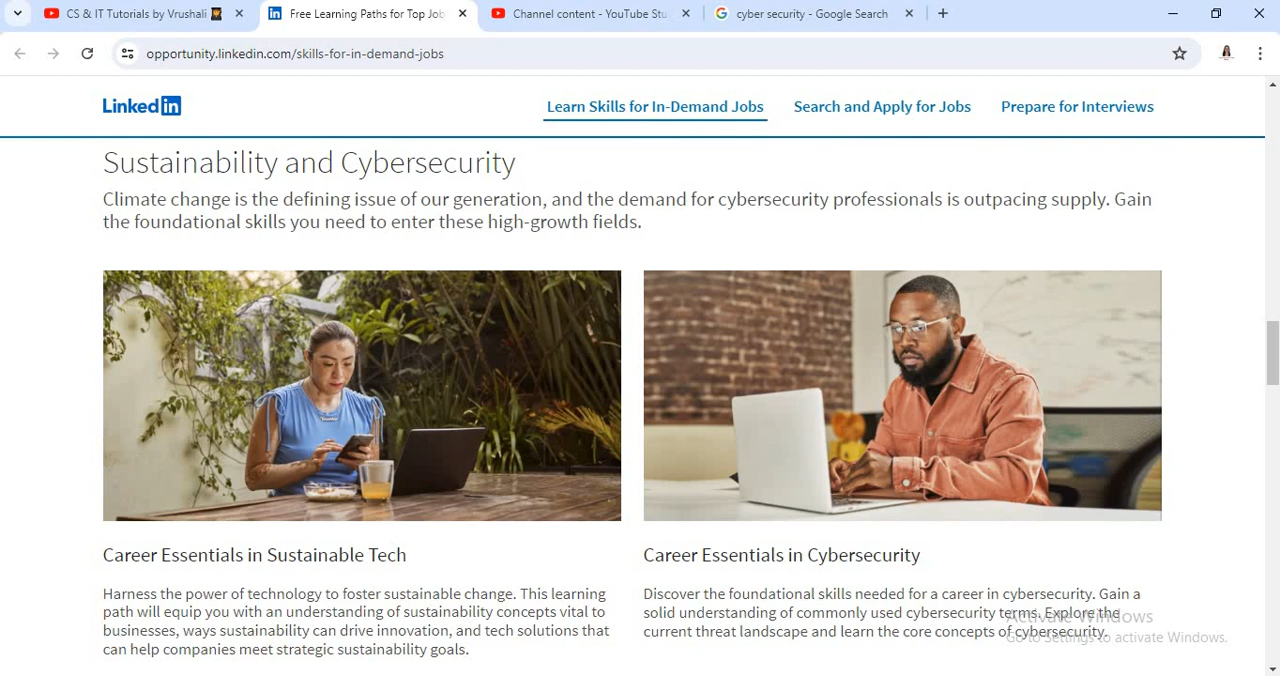 CS & IT Tutorials by Vrushali
Free Learning Paths for Top Job
Channel content - YouTube Stu
cyber security - Google Search
opportunity.linkedin.com/skills-for-in-demand-jobs
Linked in
Learn Skills for In-Demand Jobs
Search and Apply for Jobs
Prepare for Interviews
Sustainability and Cybersecurity
Climate change is the defining issue of our generation, and the demand for cybersecurity professionals is outpacing supply. Gain
the foundational skills you need to enter these high-growth fields.
Career Essentials in Sustainable Tech
Harness the power of technology to foster sustainable change. This learning
path will equip you with an understanding of sustainability concepts vital to
businesses, ways sustainability can drive innovation, and tech solutions that
can help companies meet strategic sustainability goals.
Career Essentials in Cybersecurity
Discover the foundational skills needed for a career in cybersecurity. Gain a
solid understanding of commonly used cybersecurity terms. Explore the
current threat landscape and learn the core concepts of cybersecurity.
Activate Windows
Go to Settings to activate Windows.